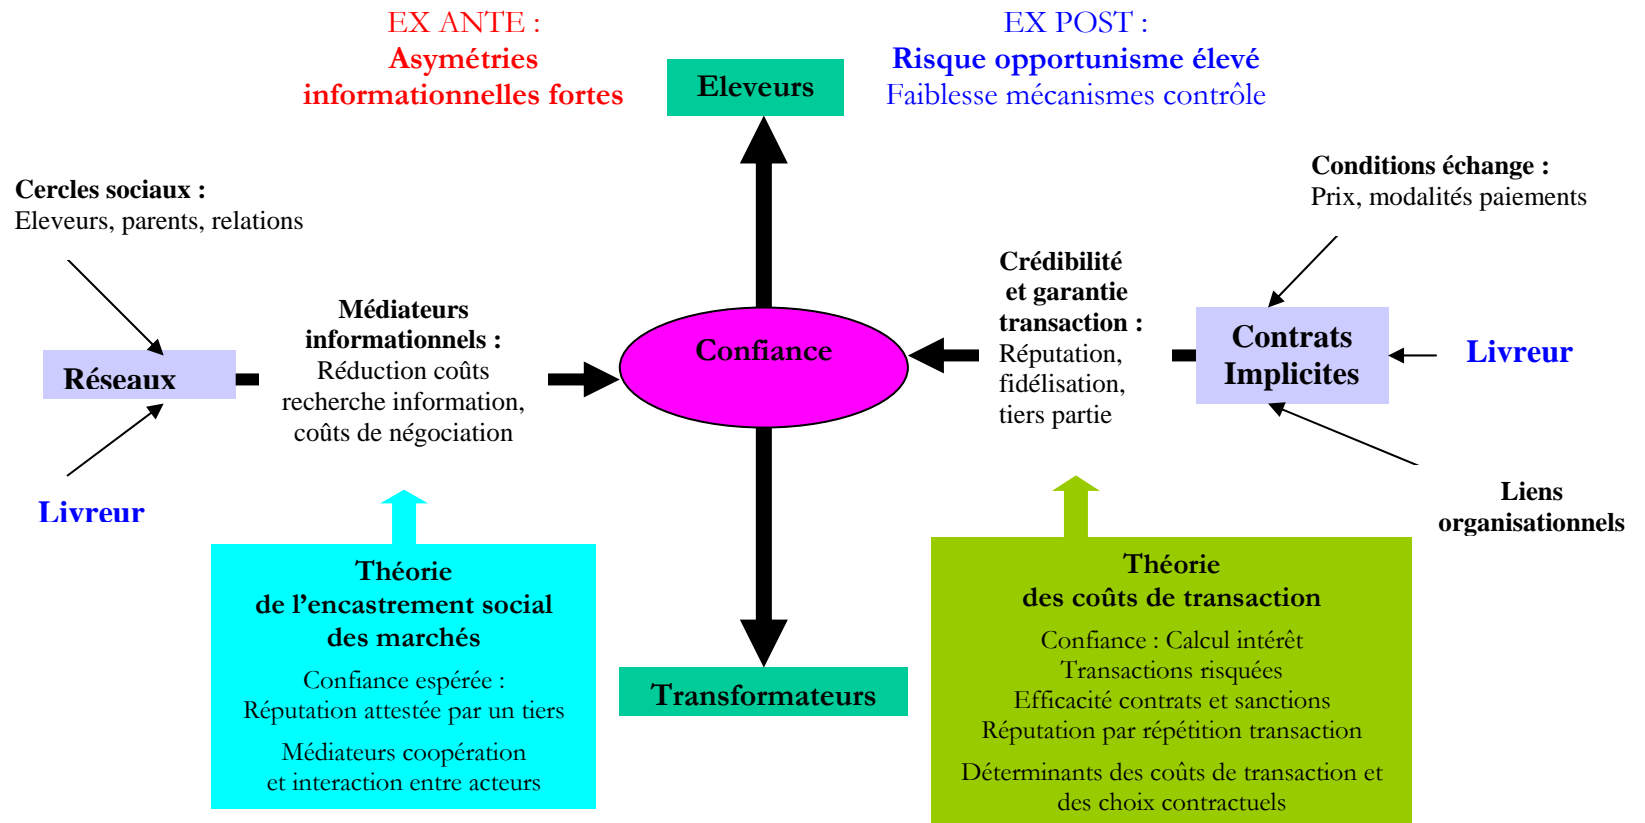 EX ANTE :
Asymétries
informationnelles fortes
EX POST :
Risque opportunisme élevé
Faiblesse mécanismes contrôle
Eleveurs
Cercles sociaux :
Eleveurs, parents, relations
Conditions échange :
Prix, modalités paiements
Médiateurs
informationnels :
Réduction coûts
recherche information,
coûts de négociation
Crédibilité
et garantie
transaction :
Réputation,
fidélisation,
tiers partie
Réseaux
Confiance
Contrats
Implicites
Livreur
Livreur
Liens
organisationnels
Théorie
de l’encastrement social
des marchés
Confiance espérée :
Réputation attestée par un tiers
Médiateurs coopération
et interaction entre acteurs
Transformateurs
Théorie
des coûts de transaction
Confiance : Calcul intérêt
Transactions risquées
Efficacité contrats et sanctions
Réputation par répétition transaction
Déterminants des coûts de transaction et
des choix contractuels